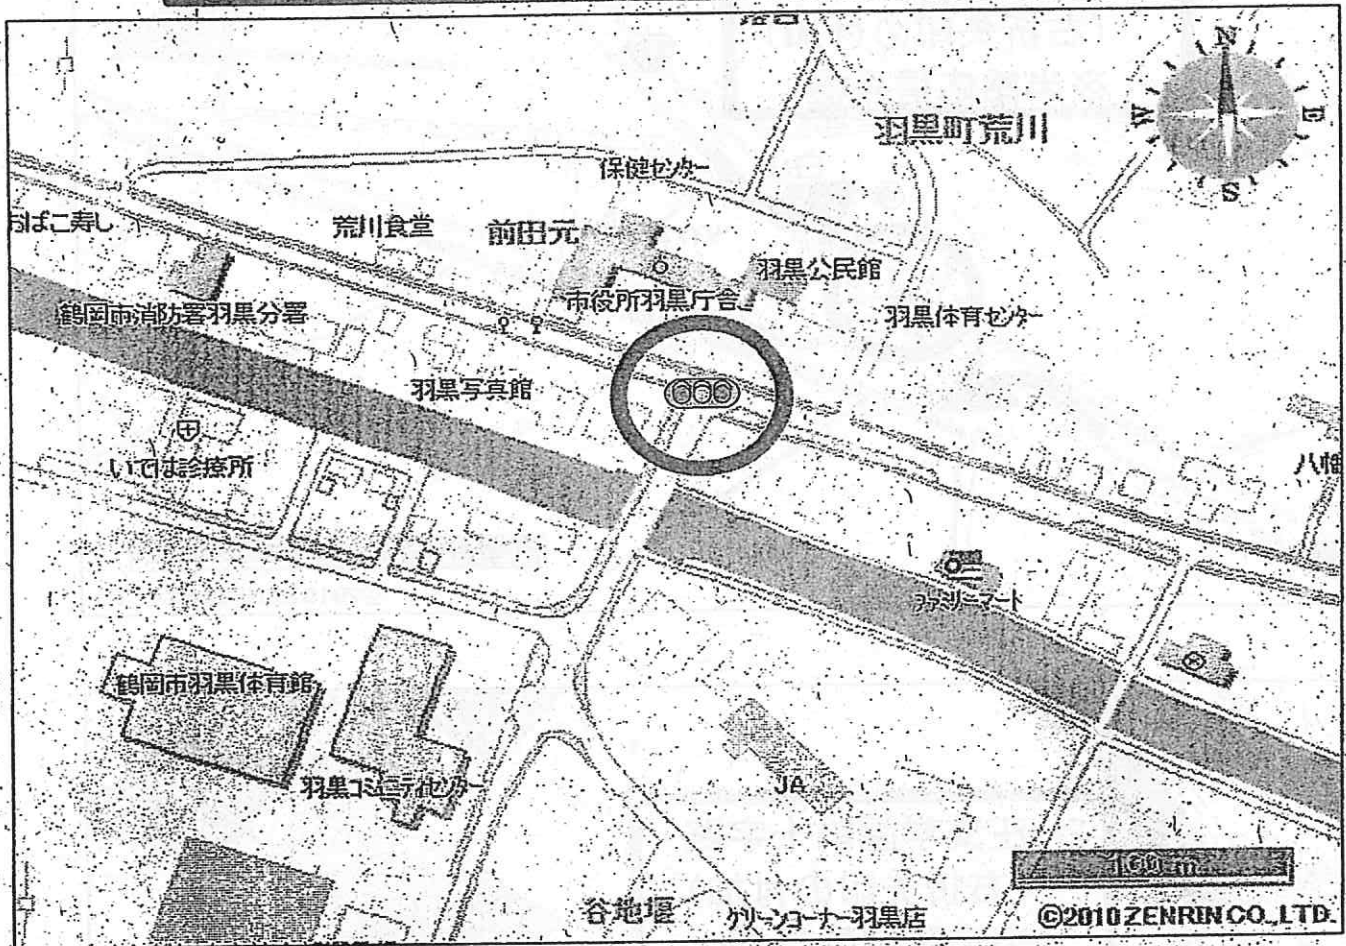 N
W
E
S
羽黒町荒川
保健センター
おばこ寿し
荒川食堂
前田元
羽黒公民館
市役所羽黒庁舎
鶴岡市消防署羽黒分署
羽黒体育センター
羽黒写真館
いでは診療所
八幡
ファミリーマート
鶴岡市羽黒体育館
羽黒コミュニティセンター
JA
100 m
谷地堰
グリーンコーナー羽黒店
©2010 ZENRIN CO., LTD.